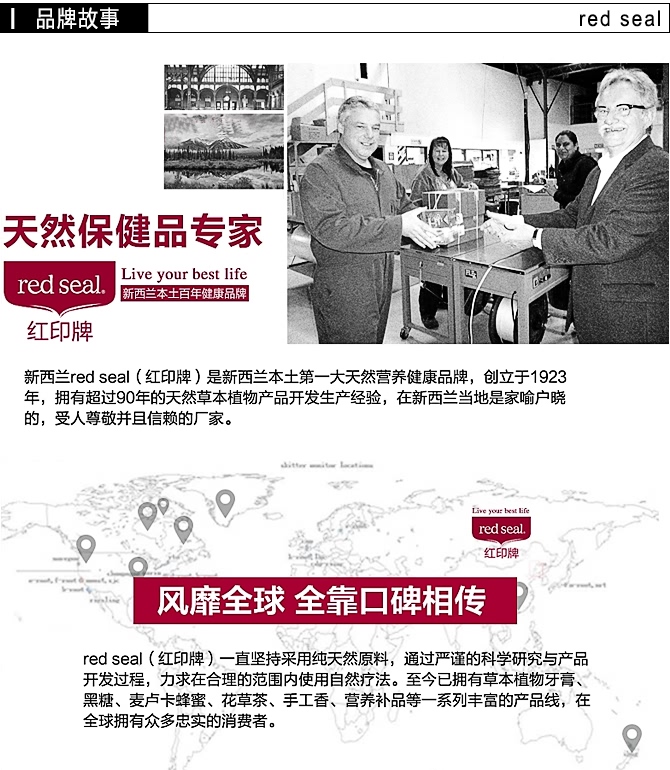 品牌故事
red seal
天然保健品专家
red seal®
Live your best life
新西兰本土百年健康品牌
红印牌
新西兰red seal（红印牌）是新西兰本土第一大天然营养健康品牌，创立于1923
年，拥有超过90年的天然草本植物产品开发生产经验，在新西兰当地是家喻户晓
的，受人尊敬并且信赖的厂家。
skitter monitor locations
Live your best life
red seal®
红印牌
风靡全球 全靠口碑相传
red seal（红印牌）一直坚持采用纯天然原料，通过严谨的科学研究与产品
开发过程，力求在合理的范围内使用自然疗法。至今已拥有草本植物牙膏、
黑糖、麦卢卡蜂蜜、花草茶、手工香、营养补品等一系列丰富的产品线，在
全球拥有众多忠实的消费者。